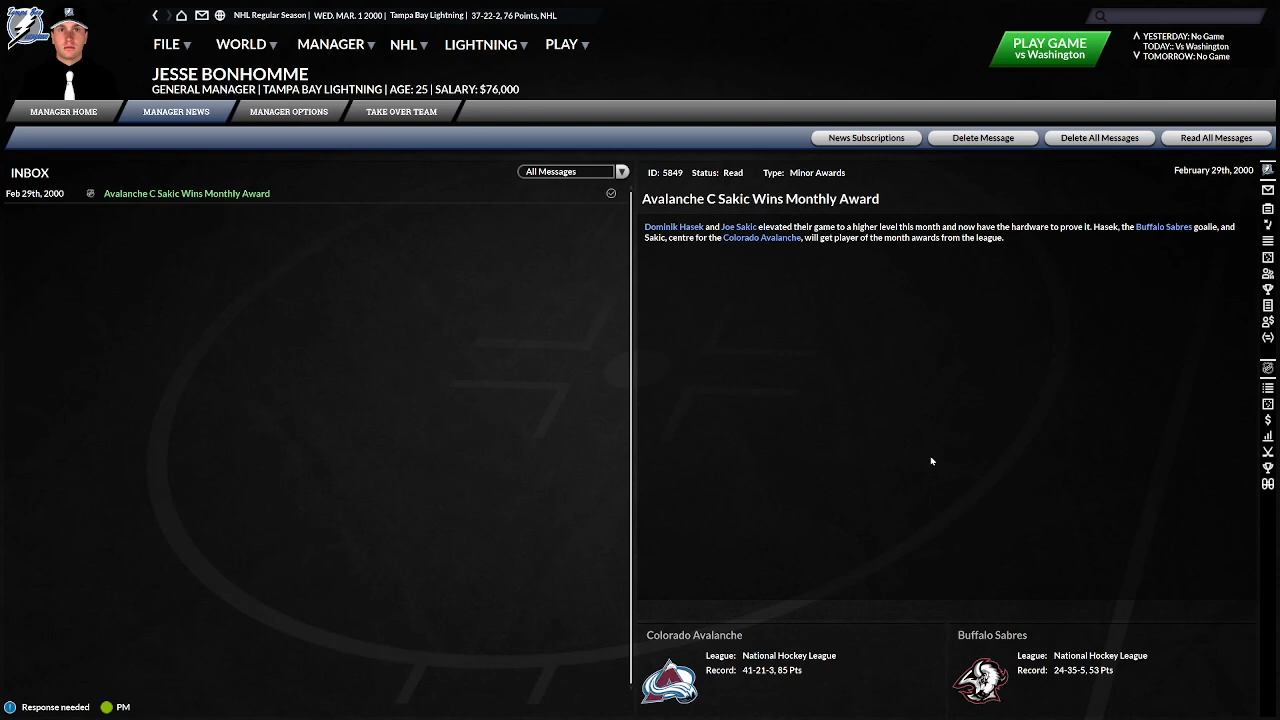 NHL Regular Season | WED. MAR. 1 2000 | Tampa Bay Lightning | 37-22-2, 76 Points, NHL
FILE WORLD MANAGER NHL LIGHTNING PLAY
PLAY GAME
vs Washington
YESTERDAY: No Game
TODAY:: Vs Washington
TOMORROW: No Game
JESSE BONHOMME
GENERAL MANAGER | TAMPA BAY LIGHTNING | AGE: 25 | SALARY: $76,000
MANAGER HOME MANAGER NEWS MANAGER OPTIONS TAKE OVER TEAM
News Subscriptions Delete Message Delete All Messages Read All Messages
INBOX All Messages
Feb 29th, 2000 Avalanche C Sakic Wins Monthly Award
ID: 5849 Status: Read Type: Minor Awards February 29th, 2000
Avalanche C Sakic Wins Monthly Award
Dominik Hasek and Joe Sakic elevated their game to a higher level this month and now have the hardware to prove it. Hasek, the Buffalo Sabres goalie, and
Sakic, centre for the Colorado Avalanche, will get player of the month awards from the league.
Colorado Avalanche
League: National Hockey League
Record: 41-21-3, 85 Pts
Buffalo Sabres
League: National Hockey League
Record: 24-35-5, 53 Pts
Response needed PM